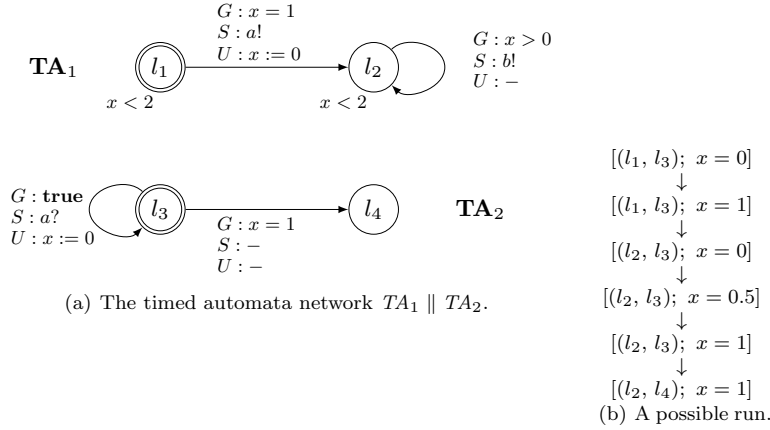 G : x = 1
S : a!
U : x := 0
TA₁
l₁
l₂
x < 2
x < 2
G : x > 0
S : b!
U : −
G : true
S : a?
U : x := 0
l₃
l₄
TA₂
G : x = 1
S : −
U : −
(a) The timed automata network TA₁ ∥ TA₂.
[(l₁, l₃); x = 0]
↓
[(l₁, l₃); x = 1]
↓
[(l₂, l₃); x = 0]
↓
[(l₂, l₃); x = 0.5]
↓
[(l₂, l₃); x = 1]
↓
[(l₂, l₄); x = 1]
(b) A possible run.